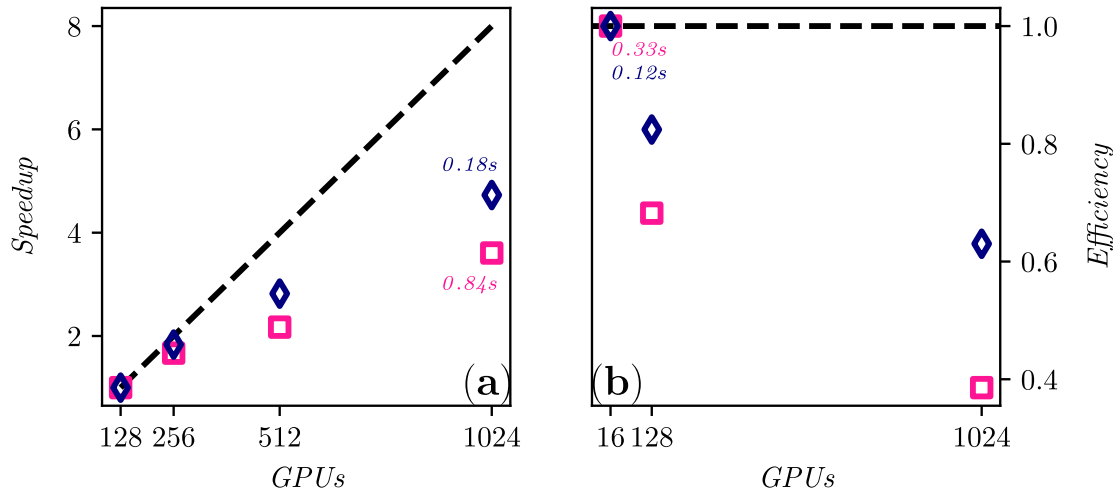 8
6
4
2
Speedup
0.18s
0.84s
(a)
128 256 512 1024
GPUs
0.33s
0.12s
(b)
1.0
0.8
0.6
0.4
Efficiency
16 128 1024
GPUs